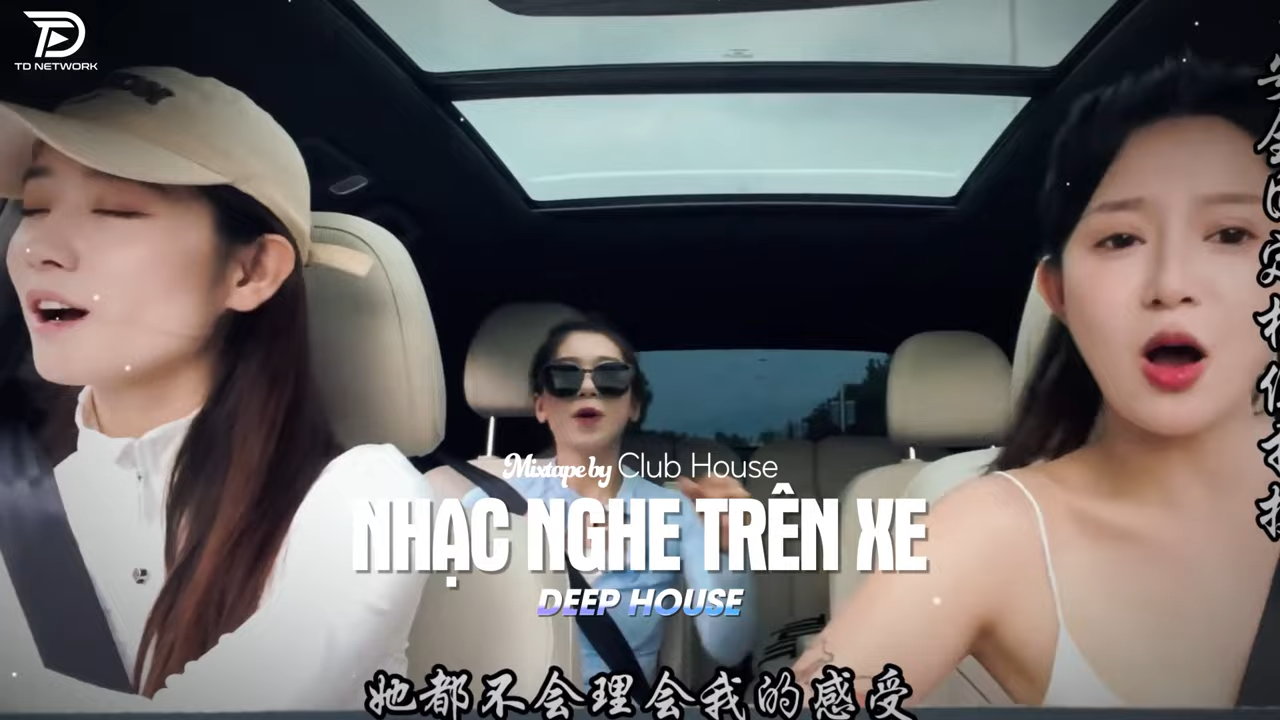 TD NETWORK
Mixtape by Club House
NHẠC NGHE TRÊN XE
DEEP HOUSE
她都不会理会我的感受